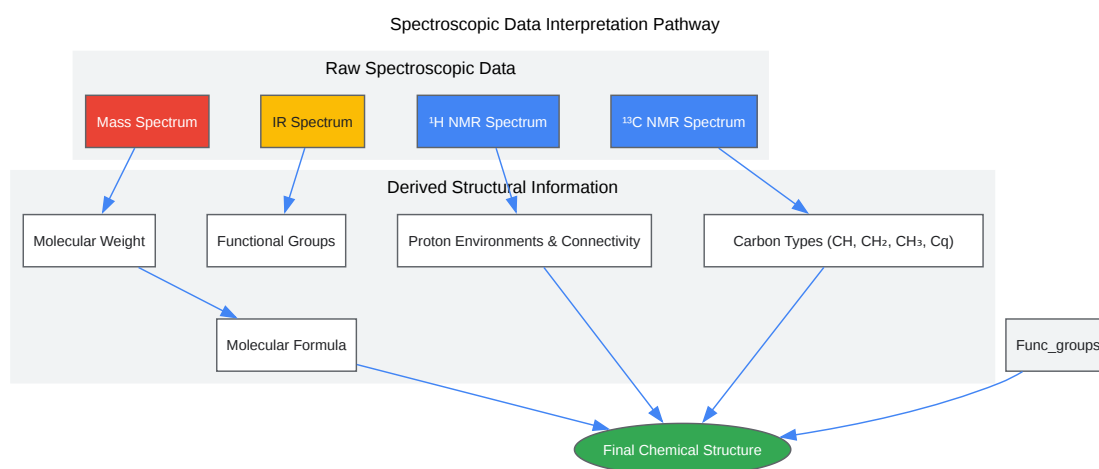 Spectroscopic Data Interpretation Pathway
Raw Spectroscopic Data
Mass Spectrum
IR Spectrum
¹H NMR Spectrum
¹³C NMR Spectrum
Derived Structural Information
Molecular Weight
Functional Groups
Proton Environments & Connectivity
Carbon Types (CH, CH₂, CH₃, Cq)
Molecular Formula
Func_groups
Final Chemical Structure